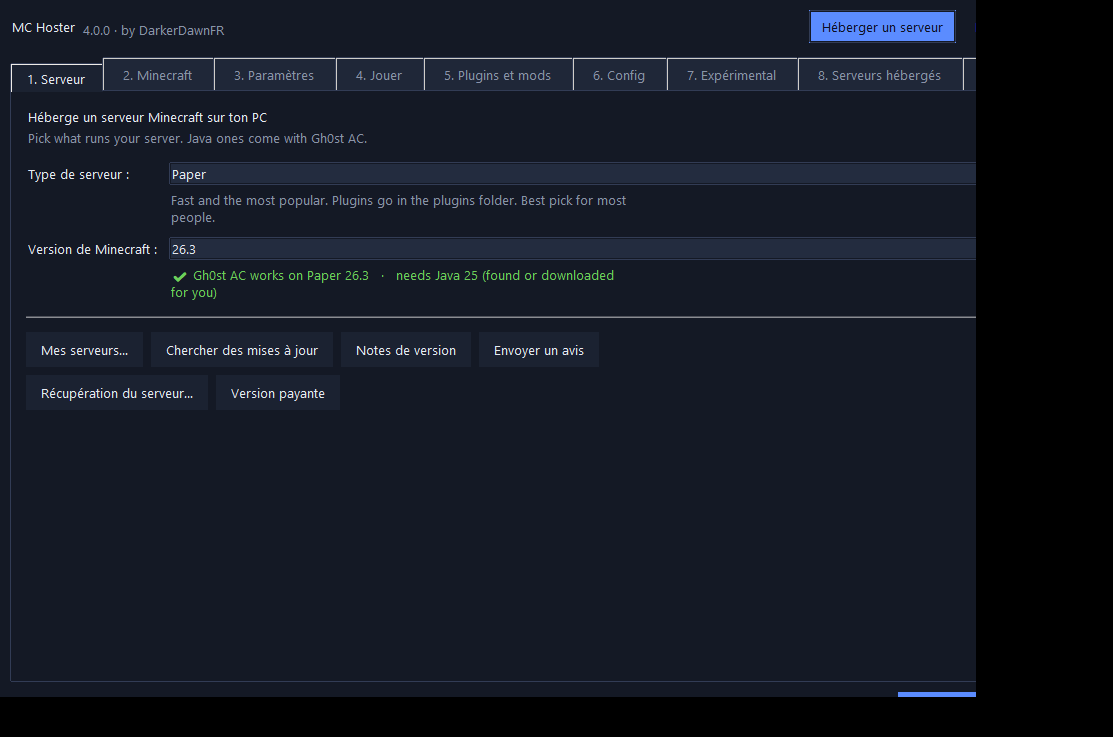 MC Hoster 4.0.0 · by DarkerDawnFR
Héberger un serveur
1. Serveur
2. Minecraft
3. Paramètres
4. Jouer
5. Plugins et mods
6. Config
7. Expérimental
8. Serveurs hébergés
Héberge un serveur Minecraft sur ton PC
Pick what runs your server. Java ones come with Gh0st AC.
Type de serveur :
Paper
Fast and the most popular. Plugins go in the plugins folder. Best pick for most
people.
Version de Minecraft :
26.3
Gh0st AC works on Paper 26.3 · needs Java 25 (found or downloaded
for you)
Mes serveurs...
Chercher des mises à jour
Notes de version
Envoyer un avis
Récupération du serveur...
Version payante